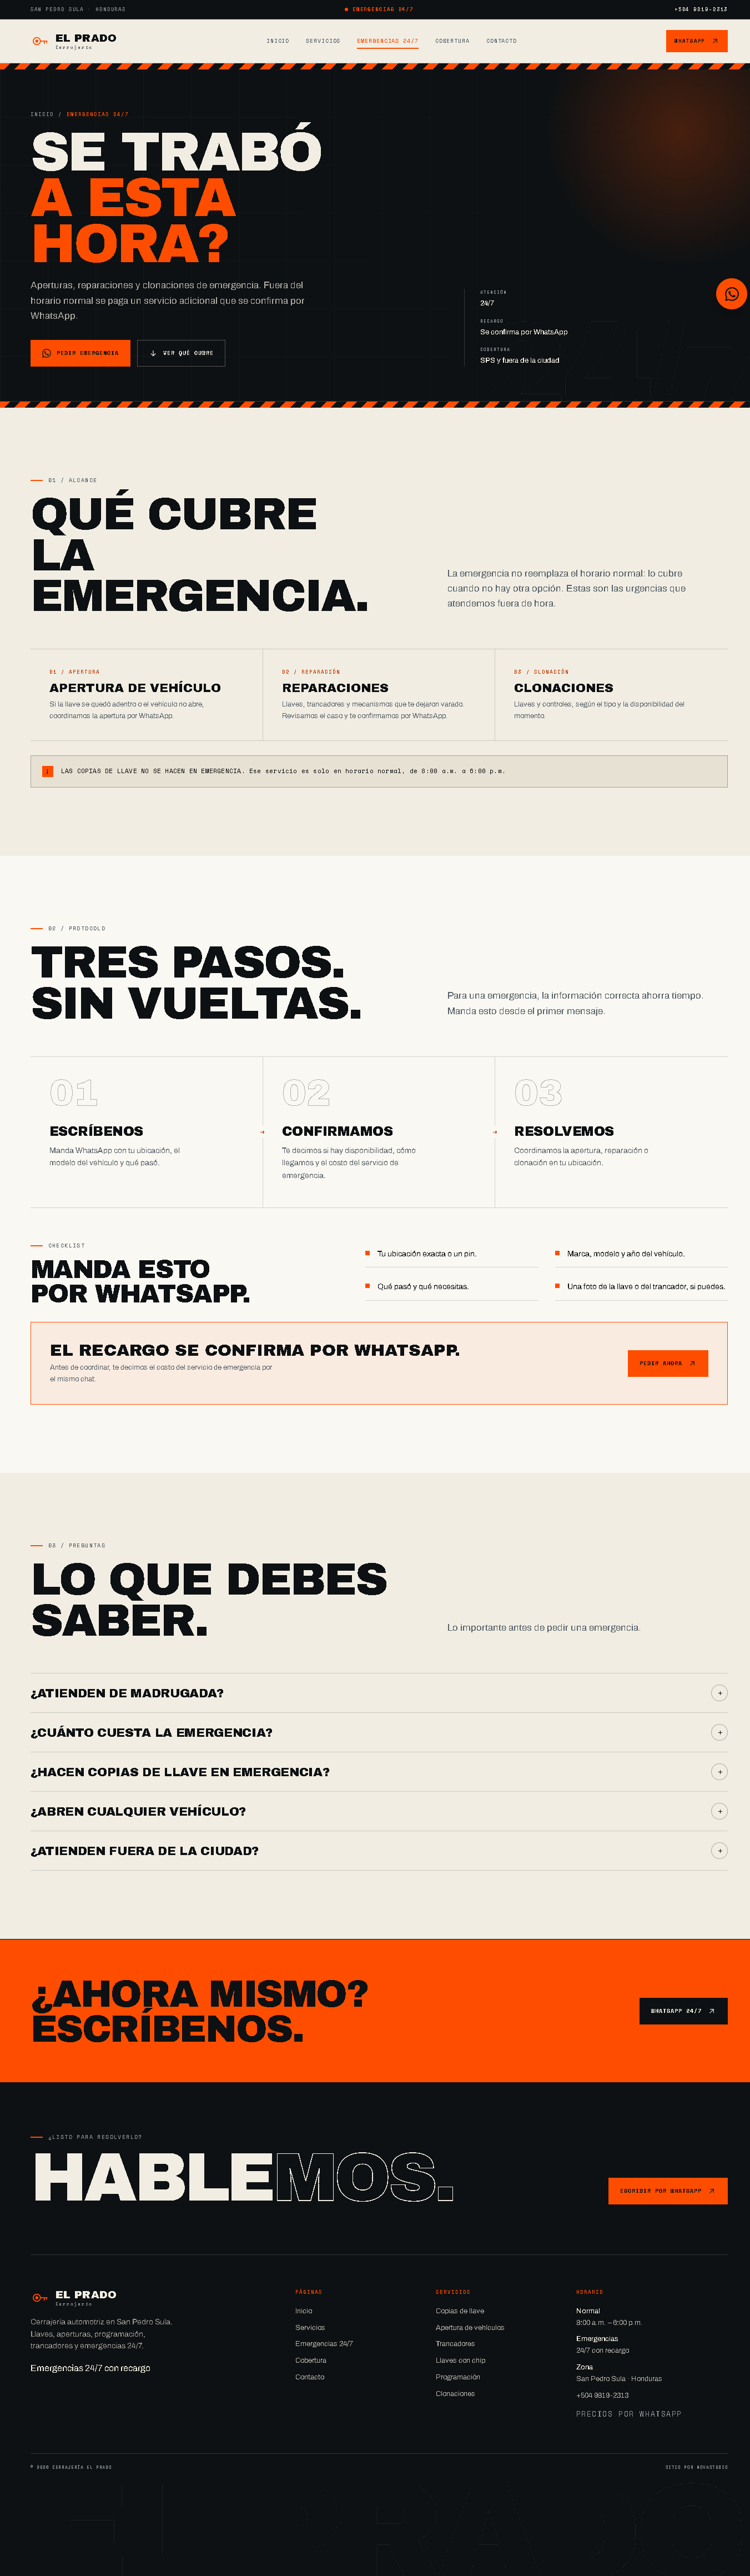 SAN PEDRO SULA · HONDURAS
EMERGENCIAS 24/7
+504 9819-2313
EL PRADO
Cerrajería
INICIO
SERVICIOS
EMERGENCIAS 24/7
COBERTURA
CONTACTO
WHATSAPP
INICIO / EMERGENCIAS 24/7
SE TRABÓ
A ESTA
HORA?
Aperturas, reparaciones y clonaciones de emergencia. Fuera del
horario normal se paga un servicio adicional que se confirma por
WhatsApp.
PEDIR EMERGENCIA
VER QUÉ CUBRE
ATENCIÓN
24/7
RECARGO
Se confirma por WhatsApp
COBERTURA
SPS y fuera de la ciudad
01 / ALCANCE
QUÉ CUBRE
LA
EMERGENCIA.
La emergencia no reemplaza el horario normal: lo cubre
cuando no hay otra opción. Estas son las urgencias que
atendemos fuera de hora.
01 / APERTURA
APERTURA DE VEHÍCULO
Si la llave se quedó adentro o el vehículo no abre,
coordinamos la apertura por WhatsApp.
02 / REPARACIÓN
REPARACIONES
Llaves, trancadores y mecanismos que te dejaron varado.
Revisamos el caso y te confirmamos por WhatsApp.
03 / CLONACIÓN
CLONACIONES
Llaves y controles, según el tipo y la disponibilidad del
momento.
LAS COPIAS DE LLAVE NO SE HACEN EN EMERGENCIA. Ese servicio es solo en horario normal, de 8:00 a.m. a 6:00 p.m.
02 / PROTOCOLO
TRES PASOS.
SIN VUELTAS.
Para una emergencia, la información correcta ahorra tiempo.
Manda esto desde el primer mensaje.
01
ESCRÍBENOS
Manda WhatsApp con tu ubicación, el
modelo del vehículo y qué pasó.
02
CONFIRMAMOS
Te decimos si hay disponibilidad, cómo
llegamos y el costo del servicio de
emergencia.
03
RESOLVEMOS
Coordinamos la apertura, reparación o
clonación en tu ubicación.
CHECKLIST
MANDA ESTO
POR WHATSAPP.
Tu ubicación exacta o un pin.
Marca, modelo y año del vehículo.
Qué pasó y qué necesitas.
Una foto de la llave o del trancador, si puedes.
EL RECARGO SE CONFIRMA POR WHATSAPP.
Antes de coordinar, te decimos el costo del servicio de emergencia por
el mismo chat.
PEDIR AHORA
03 / PREGUNTAS
LO QUE DEBES
SABER.
Lo importante antes de pedir una emergencia.
¿ATIENDEN DE MADRUGADA?
¿CUÁNTO CUESTA LA EMERGENCIA?
¿HACEN COPIAS DE LLAVE EN EMERGENCIA?
¿ABREN CUALQUIER VEHÍCULO?
¿ATIENDEN FUERA DE LA CIUDAD?
¿AHORA MISMO?
ESCRÍBENOS.
WHATSAPP 24/7
¿LISTO PARA RESOLVERLO?
HABLEMOS.
ESCRIBIR POR WHATSAPP
EL PRADO
Cerrajería
Cerrajería automotriz en San Pedro Sula.
Llaves, aperturas, programación,
trancadores y emergencias 24/7.
Emergencias 24/7 con recargo
PÁGINAS
Inicio
Servicios
Emergencias 24/7
Cobertura
Contacto
SERVICIOS
Copias de llave
Apertura de vehículos
Trancadores
Llaves con chip
Programación
Clonaciones
HORARIO
Normal
8:00 a.m. – 6:00 p.m.
Emergencias
24/7 con recargo
Zona
San Pedro Sula · Honduras
+504 9819-2313
PRECIOS POR WHATSAPP
© 2026 CERRAJERÍA EL PRADO
SITIO POR NOVASTUDIO